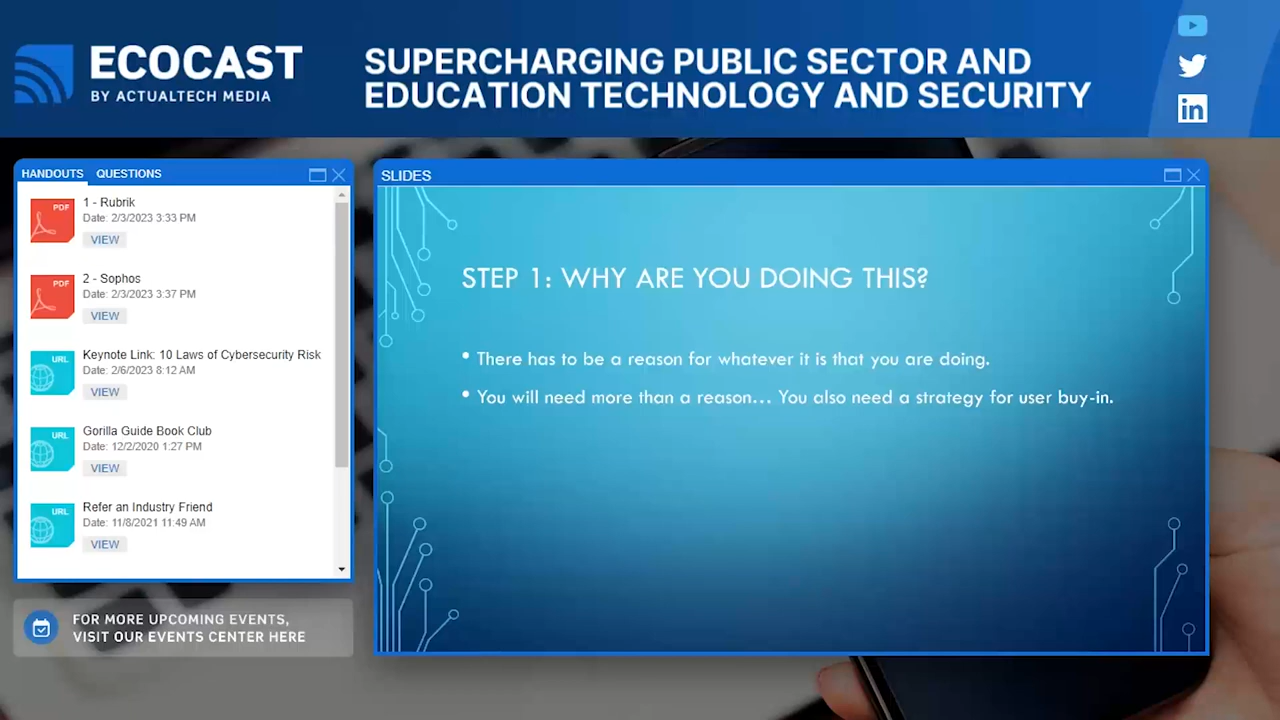 ECOCAST
BY ACTUALTECH MEDIA
SUPERCHARGING PUBLIC SECTOR AND
EDUCATION TECHNOLOGY AND SECURITY
in
HANDOUTS QUESTIONS
PDF
1 - Rubrik
Date: 2/3/2023 3:33 PM
VIEW
PDF
2 - Sophos
Date: 2/3/2023 3:37 PM
VIEW
URL
Keynote Link: 10 Laws of Cybersecurity Risk
Date: 2/6/2023 8:12 AM
VIEW
URL
Gorilla Guide Book Club
Date: 12/2/2020 1:27 PM
VIEW
URL
Refer an Industry Friend
Date: 11/8/2021 11:49 AM
VIEW
FOR MORE UPCOMING EVENTS,
VISIT OUR EVENTS CENTER HERE
SLIDES
STEP 1: WHY ARE YOU DOING THIS?
• There has to be a reason for whatever it is that you are doing.
• You will need more than a reason… You also need a strategy for user buy-in.